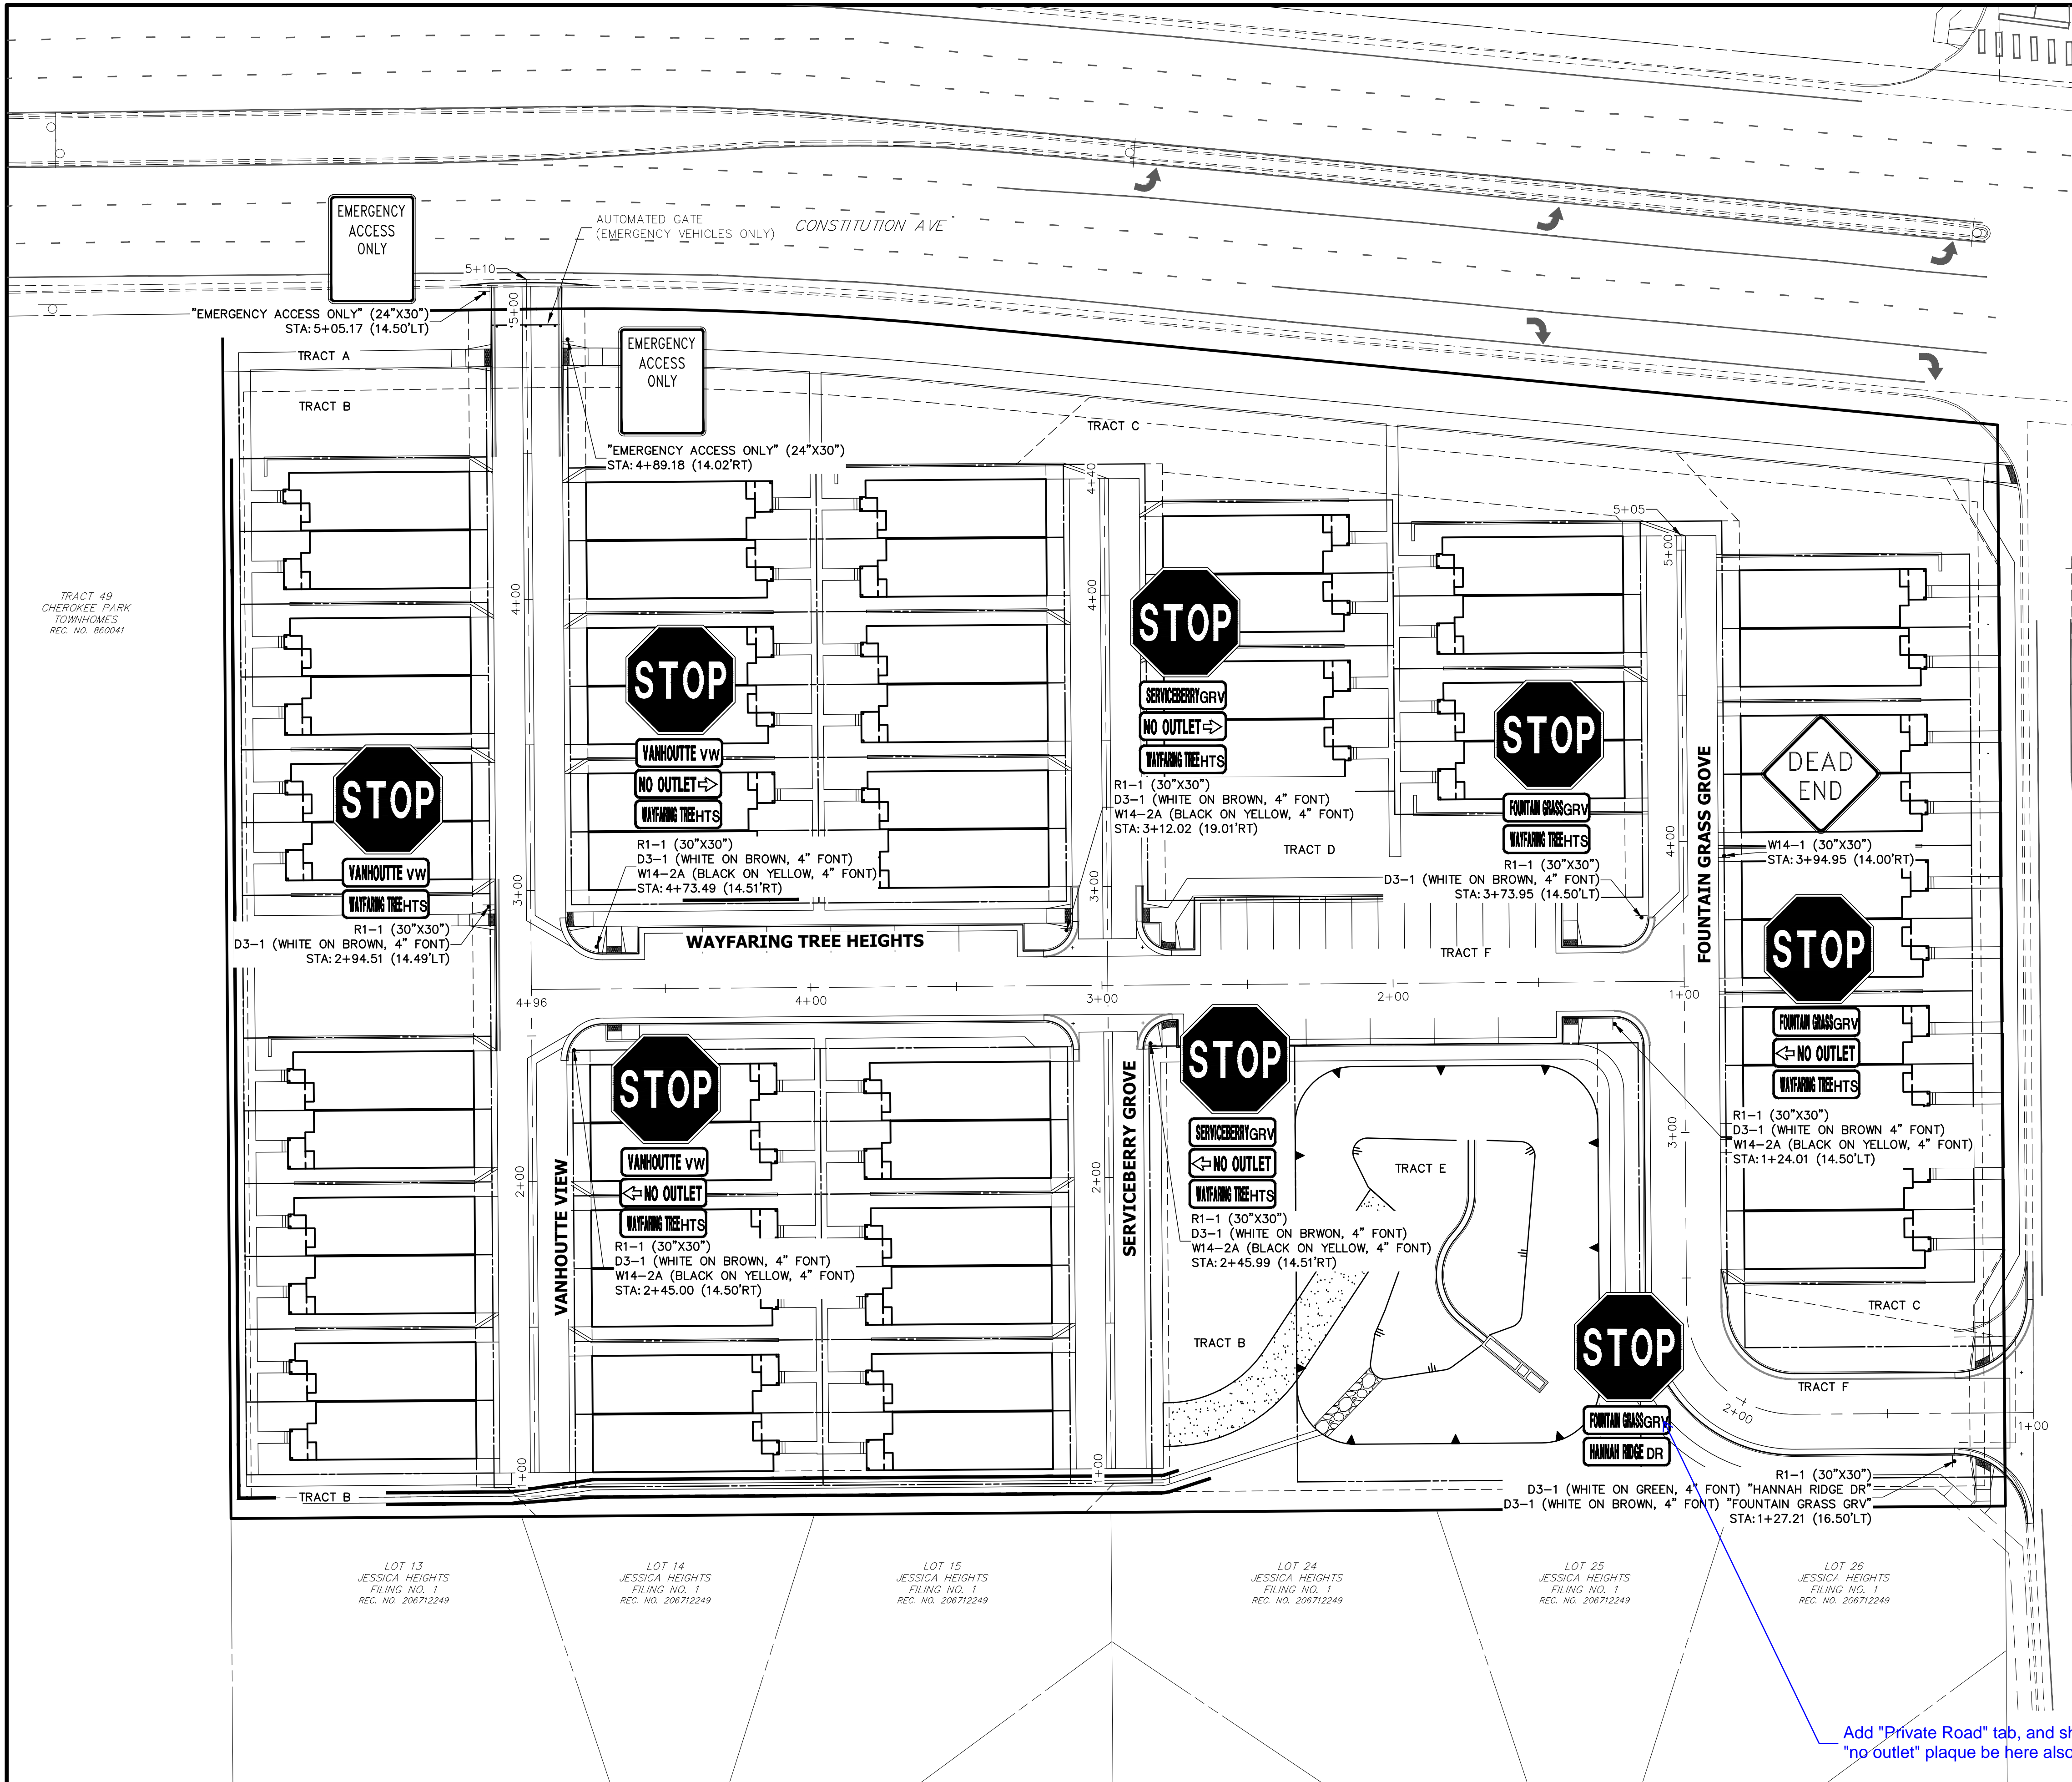 CONSTITUTION AVE
AUTOMATED GATE
(EMERGENCY VEHICLES ONLY)
EMERGENCY
ACCESS
ONLY
5+10
5+00
"EMERGENCY ACCESS ONLY" (24"X30")
STA: 5+05.17 (14.50'LT)
EMERGENCY
ACCESS
ONLY
"EMERGENCY ACCESS ONLY" (24"X30")
STA: 4+89.18 (14.02'RT)
TRACT A
TRACT B
TRACT C
4+40
5+05
5+00
4+00
4+00
4+00
TRACT 49
CHEROKEE PARK
TOWNHOMES
REC. NO. 860041
STOP
VANHOUTTE VW
WAYFARING TREE HTS
R1-1 (30"X30")
D3-1 (WHITE ON BROWN, 4" FONT)
STA: 2+94.51 (14.49'LT)
STOP
VANHOUTTE VW
NO OUTLET
WAYFARING TREE HTS
R1-1 (30"X30")
D3-1 (WHITE ON BROWN, 4" FONT)
W14-2A (BLACK ON YELLOW, 4" FONT)
STA: 4+73.49 (14.51'RT)
STOP
SERVICEBERRY GRV
NO OUTLET
WAYFARING TREE HTS
R1-1 (30"X30")
D3-1 (WHITE ON BROWN, 4" FONT)
W14-2A (BLACK ON YELLOW, 4" FONT)
STA: 3+12.02 (19.01'RT)
TRACT D
STOP
FOUNTAIN GRASS GRV
WAYFARING TREE HTS
R1-1 (30"X30")
D3-1 (WHITE ON BROWN, 4" FONT)
STA: 3+73.95 (14.50'LT)
FOUNTAIN GRASS GROVE
DEAD
END
W14-1 (30"X30")
STA: 3+94.95 (14.00'RT)
STOP
FOUNTAIN GRASS GRV
NO OUTLET
WAYFARING TREE HTS
R1-1 (30"X30")
D3-1 (WHITE ON BROWN 4" FONT)
W14-2A (BLACK ON YELLOW, 4" FONT)
STA: 1+24.01 (14.50'LT)
3+00
3+00
WAYFARING TREE HEIGHTS
TRACT F
4+96
4+00
3+00
2+00
1+00
STOP
VANHOUTTE VW
NO OUTLET
WAYFARING TREE HTS
R1-1 (30"X30")
D3-1 (WHITE ON BROWN, 4" FONT)
W14-2A (BLACK ON YELLOW, 4" FONT)
STA: 2+45.00 (14.50'RT)
VANHOUTTE VIEW
2+00
1+00
SERVICEBERRY GROVE
2+00
1+00
STOP
SERVICEBERRY GRV
NO OUTLET
WAYFARING TREE HTS
R1-1 (30"X30")
D3-1 (WHITE ON BRWON, 4" FONT)
W14-2A (BLACK ON YELLOW, 4" FONT)
STA: 2+45.99 (14.51'RT)
TRACT E
TRACT B
3+00
TRACT C
TRACT F
2+00
1+00
STOP
FOUNTAIN GRASS GRV
HANNAH RIDGE DR
R1-1 (30"X30")
D3-1 (WHITE ON GREEN, 4" FONT) "HANNAH RIDGE DR"
D3-1 (WHITE ON BROWN, 4" FONT) "FOUNTAIN GRASS GRV"
STA: 1+27.21 (16.50'LT)
TRACT B
LOT 13
JESSICA HEIGHTS
FILING NO. 1
REC. NO. 206712249
LOT 14
JESSICA HEIGHTS
FILING NO. 1
REC. NO. 206712249
LOT 15
JESSICA HEIGHTS
FILING NO. 1
REC. NO. 206712249
LOT 24
JESSICA HEIGHTS
FILING NO. 1
REC. NO. 206712249
LOT 25
JESSICA HEIGHTS
FILING NO. 1
REC. NO. 206712249
LOT 26
JESSICA HEIGHTS
FILING NO. 1
REC. NO. 206712249
Add "Private Road" tab, and
"no outlet" plaque be here also